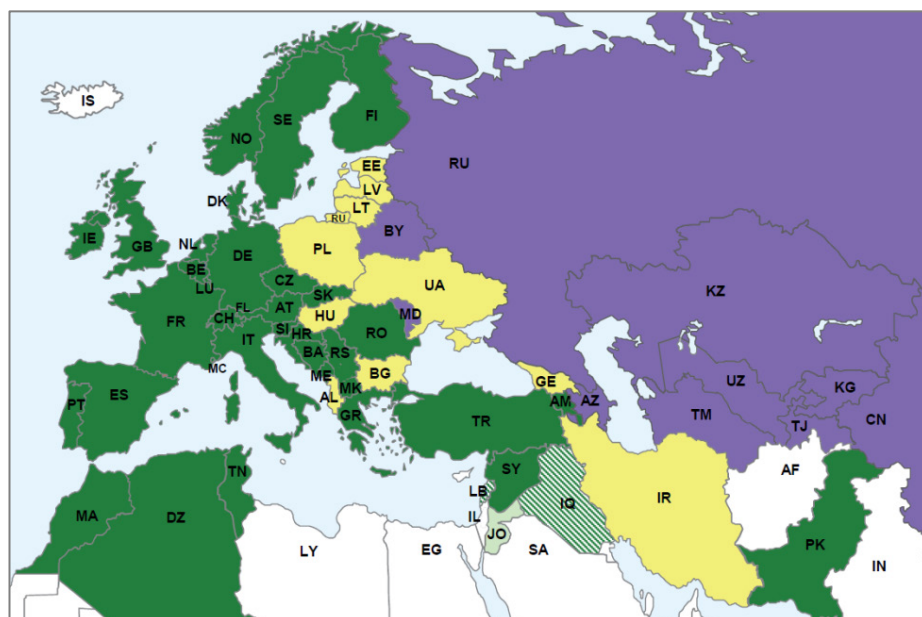 IS
NO
SE
FI
RU
EE
LV
LT
RU
DK
IE
GB
NL
DE
PL
BY
BE
LU
CZ
SK
UA
KZ
FR
CH
FL
AT
HU
MD
SI
HR
RO
IT
BA
RS
MC
ME
BG
GE
UZ
KG
PT
ES
AL
MK
AM
AZ
TM
TJ
CN
GR
TR
TN
SY
AF
MA
DZ
LB
IQ
IR
IL
JO
PK
LY
EG
SA
IN